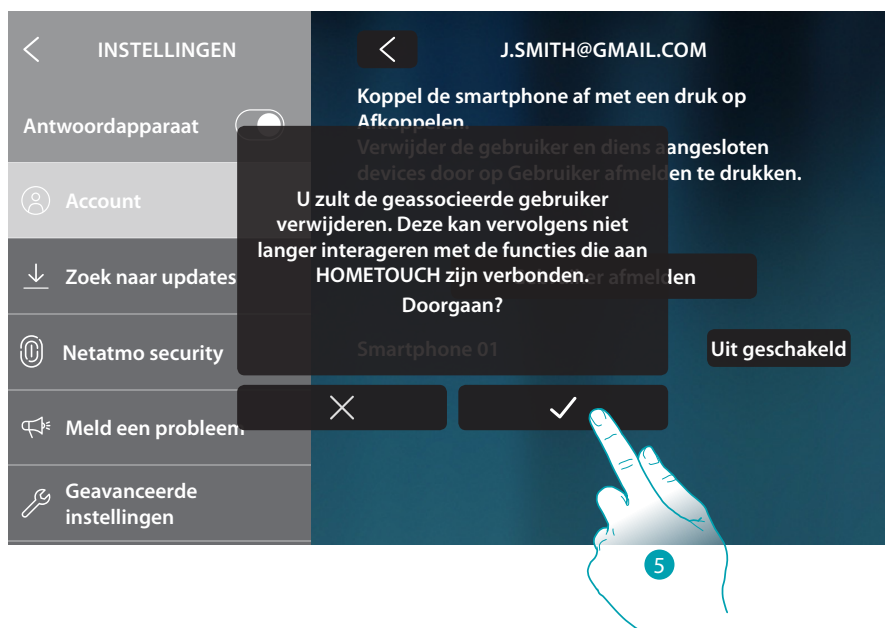 INSTELLINGEN
Antwoordapparaat
Account
Zoek naar updates
Netatmo security
Meld een probleem
Geavanceerde
instellingen
J.SMITH@GMAIL.COM
Koppel de smartphone af met een druk op
Afkoppelen.
Verwijder de gebruiker en diens aangesloten
devices door op Gebruiker afmelden te drukken.
U zult de geassocieerde gebruiker
verwijderen. Deze kan vervolgens niet
langer interageren met de functies die aan
HOMETOUCH zijn verbonden.
Doorgaan?
er afmelden
Smartphone 01
Uit geschakeld
5